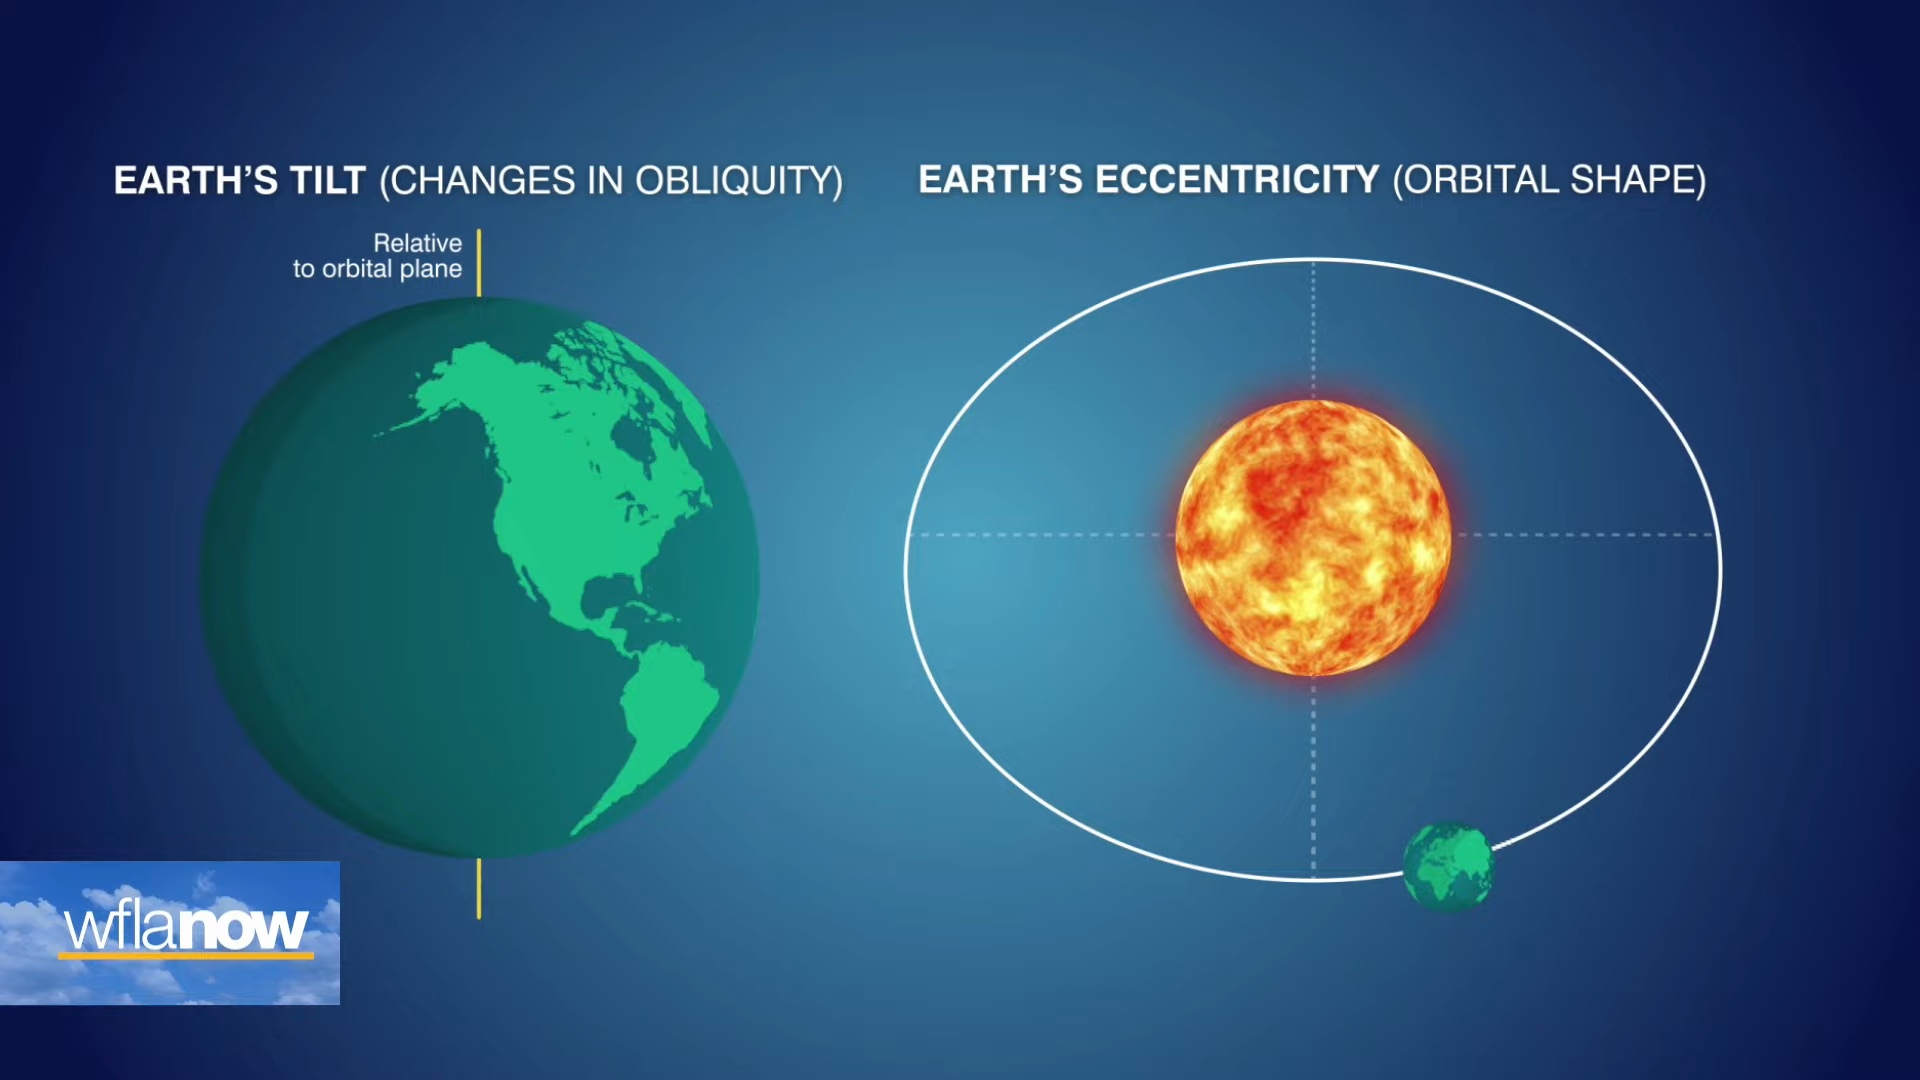 EARTH'S TILT (CHANGES IN OBLIQUITY)
Relative
to orbital plane
EARTH'S ECCENTRICITY (ORBITAL SHAPE)
wflanow